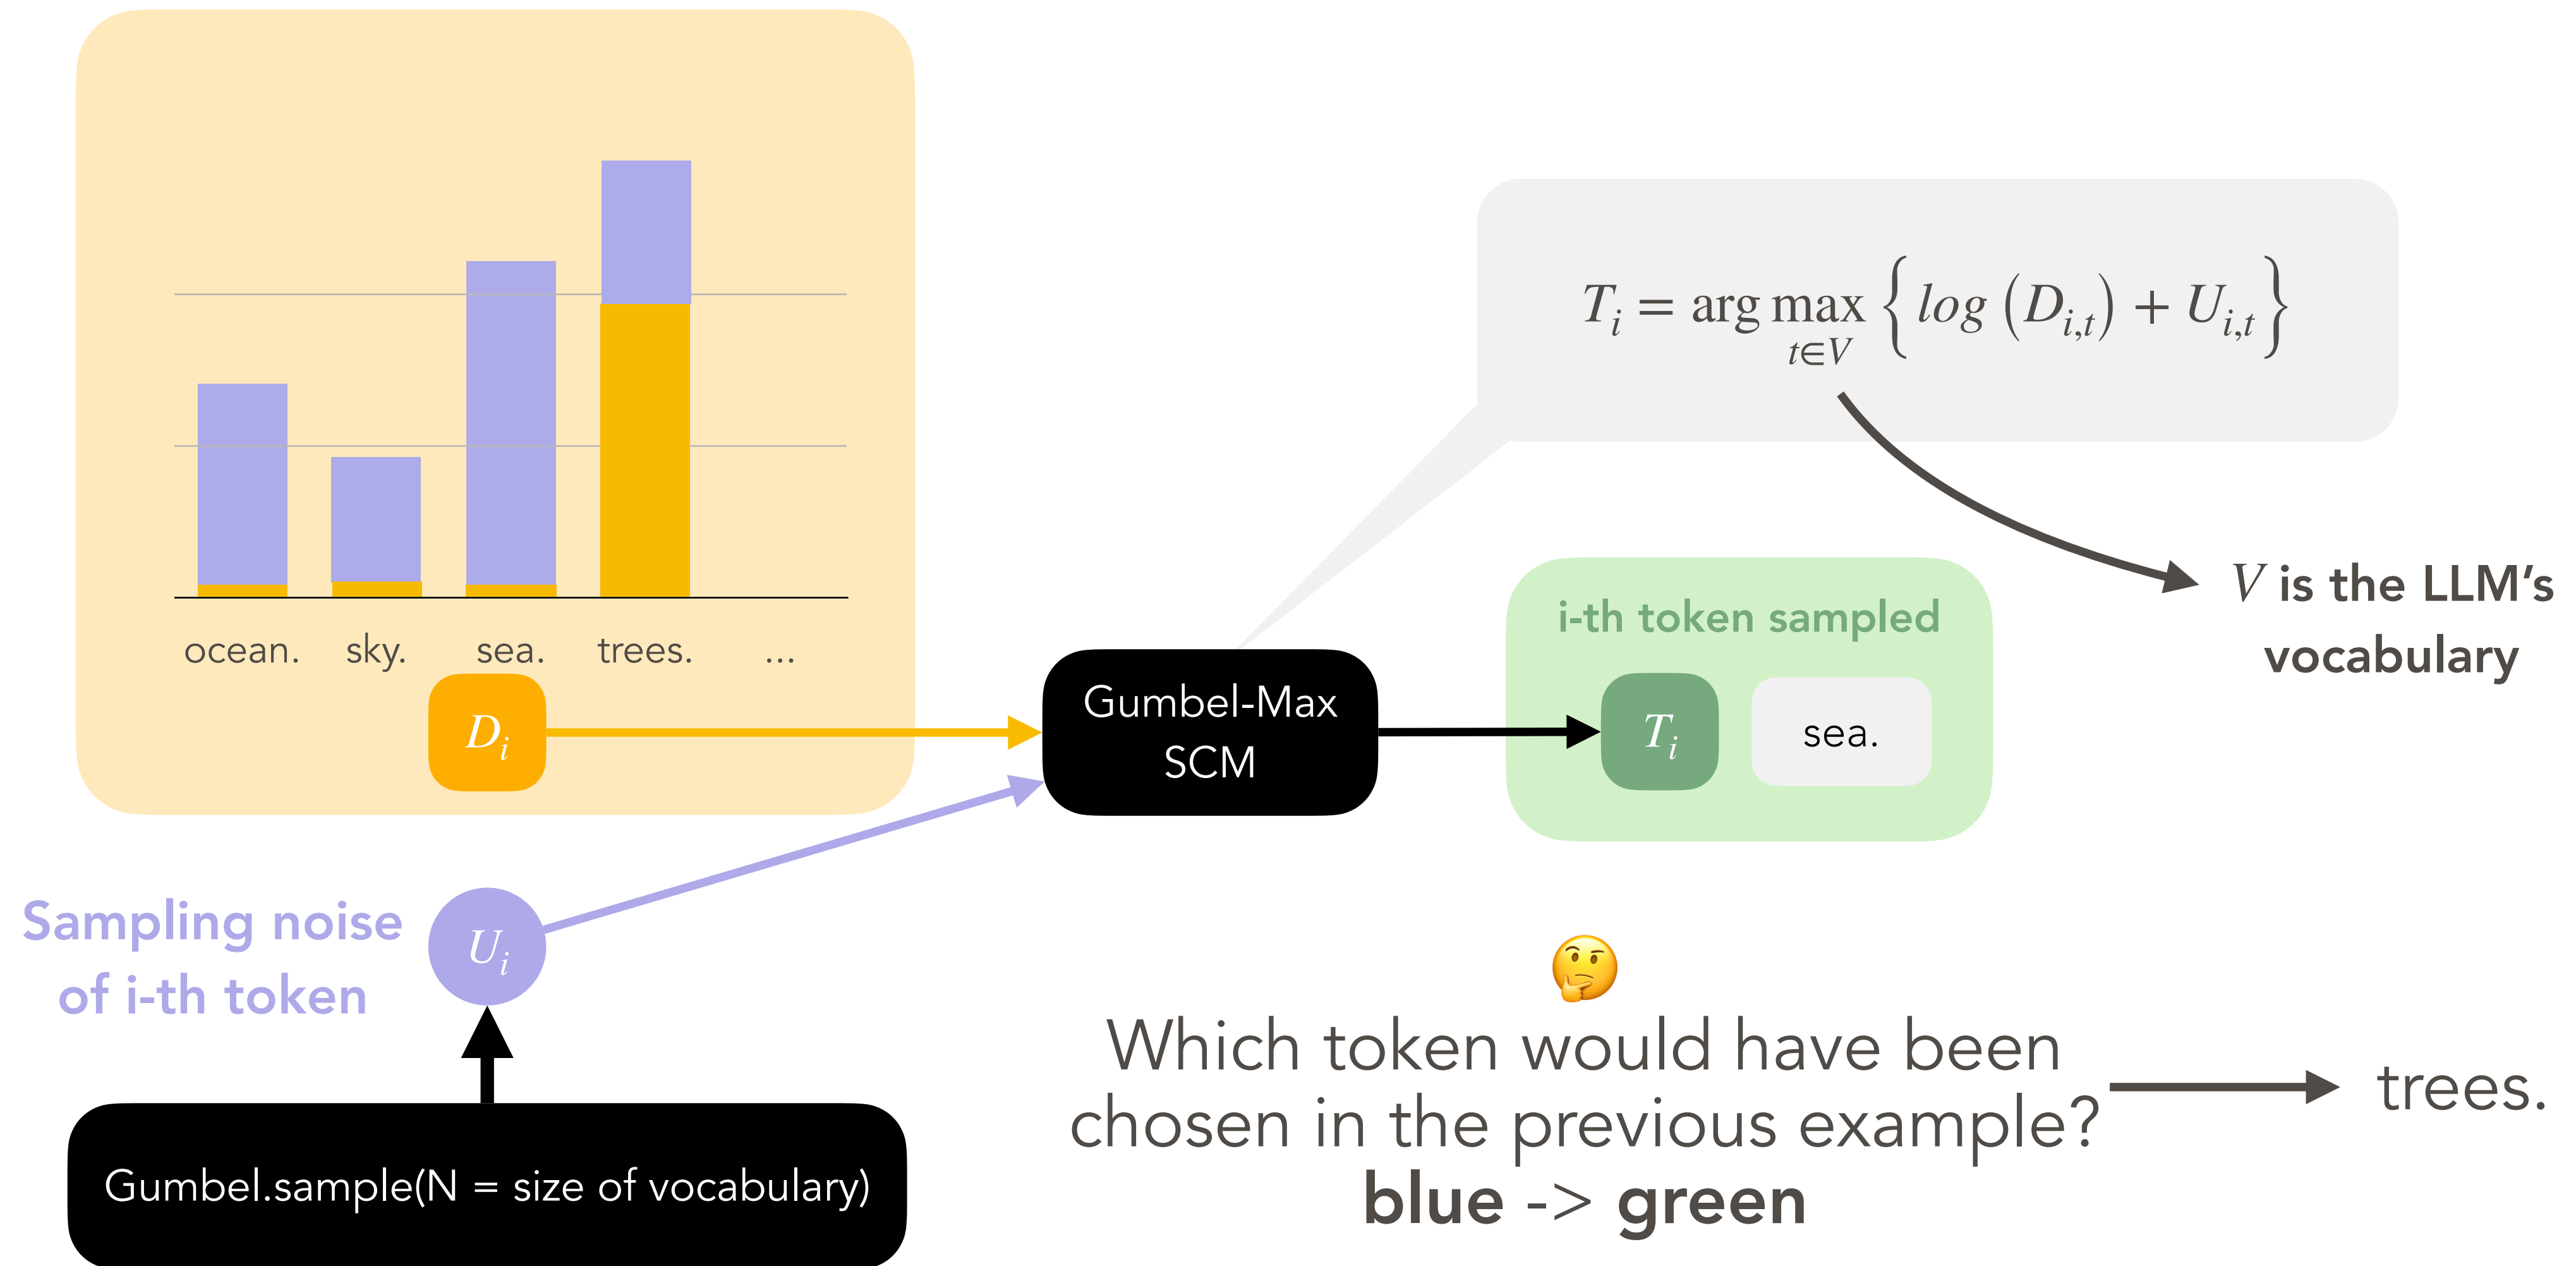 ocean. sky. sea. trees. ...
D_i
Sampling noise
of i-th token
U_i
Gumbel.sample(N = size of vocabulary)
Gumbel-Max
SCM
T_i = arg max_{t∈V} { log (D_{i,t}) + U_{i,t} }
V is the LLM’s
vocabulary
i-th token sampled
T_i sea.
Which token would have been
chosen in the previous example?
blue -> green
trees.